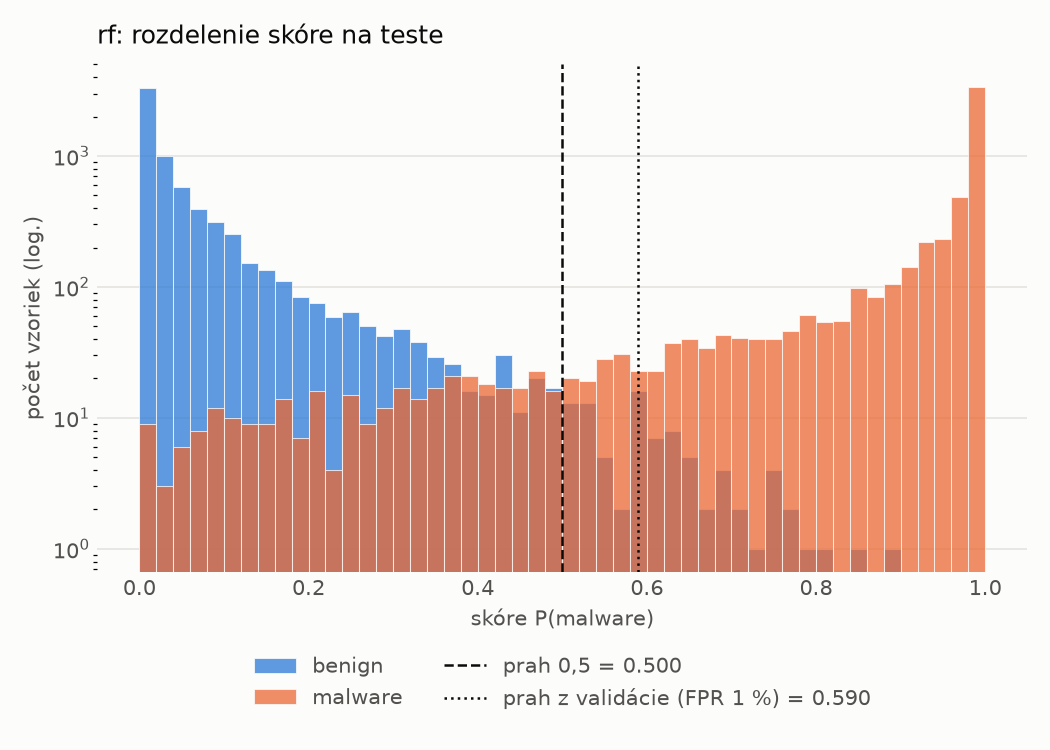 rf: rozdelenie skóre na teste
počet vzoriek (log.)
10³
10²
10¹
10⁰
0.0 0.2 0.4 0.6 0.8 1.0
skóre P(malware)
benign
malware
prah 0,5 = 0.500
prah z validácie (FPR 1 %) = 0.590